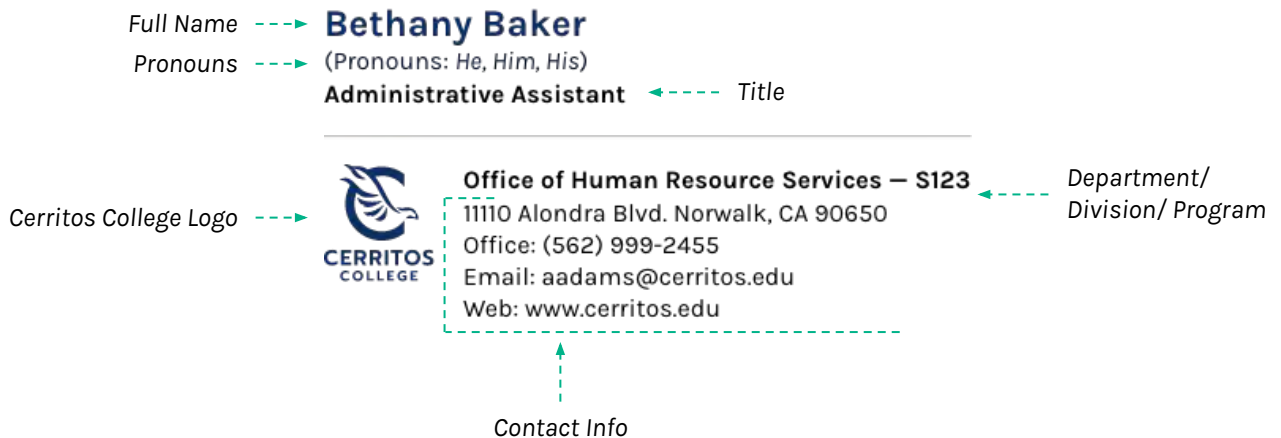 Full Name
Bethany Baker
Pronouns
(Pronouns: He, Him, His)
Administrative Assistant
Title
Cerritos College Logo
CERRITOS
COLLEGE
Office of Human Resource Services — S123
11110 Alondra Blvd. Norwalk, CA 90650
Office: (562) 999-2455
Email: aadams@cerritos.edu
Web: www.cerritos.edu
Department/
Division/ Program
Contact Info